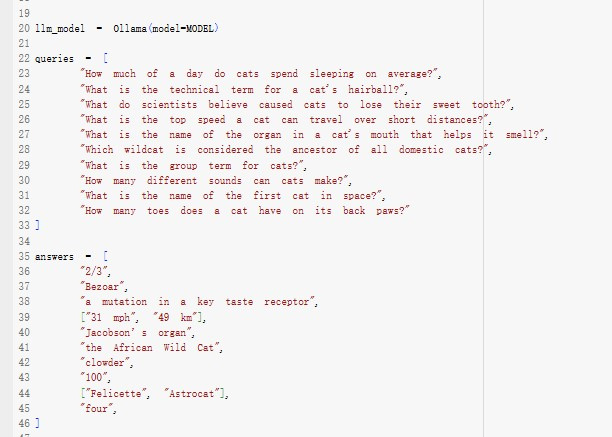 19
20 llm_model = Ollama(model=MODEL)
21
22 queries = [
23 "How much of a day do cats spend sleeping on average?",
24 "What is the technical term for a cat's hairball?",
25 "What do scientists believe caused cats to lose their sweet tooth?",
26 "What is the top speed a cat can travel over short distances?",
27 "What is the name of the organ in a cat's mouth that helps it smell?",
28 "Which wildcat is considered the ancestor of all domestic cats?",
29 "What is the group term for cats?",
30 "How many different sounds can cats make?",
31 "What is the name of the first cat in space?",
32 "How many toes does a cat have on its back paws?"
33 ]
34
35 answers = [
36 "2/3",
37 "Bezoar",
38 "a mutation in a key taste receptor",
39 ["31 mph", "49 km"],
40 "Jacobson's organ",
41 "the African Wild Cat",
42 "clowder",
43 "100",
44 ["Felicette", "Astrocat"],
45 "four",
46 ]